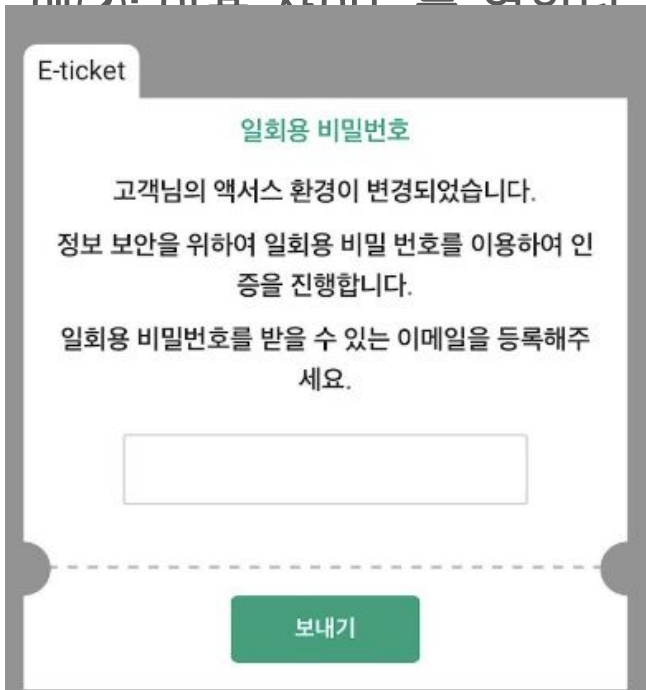 E-ticket
일회용 비밀번호
고객님의 액서스 환경이 변경되었습니다.
정보 보안을 위하여 일회용 비밀 번호를 이용하여 인
증을 진행합니다.
일회용 비밀번호를 받을 수 있는 이메일을 등록해주
세요.
보내기